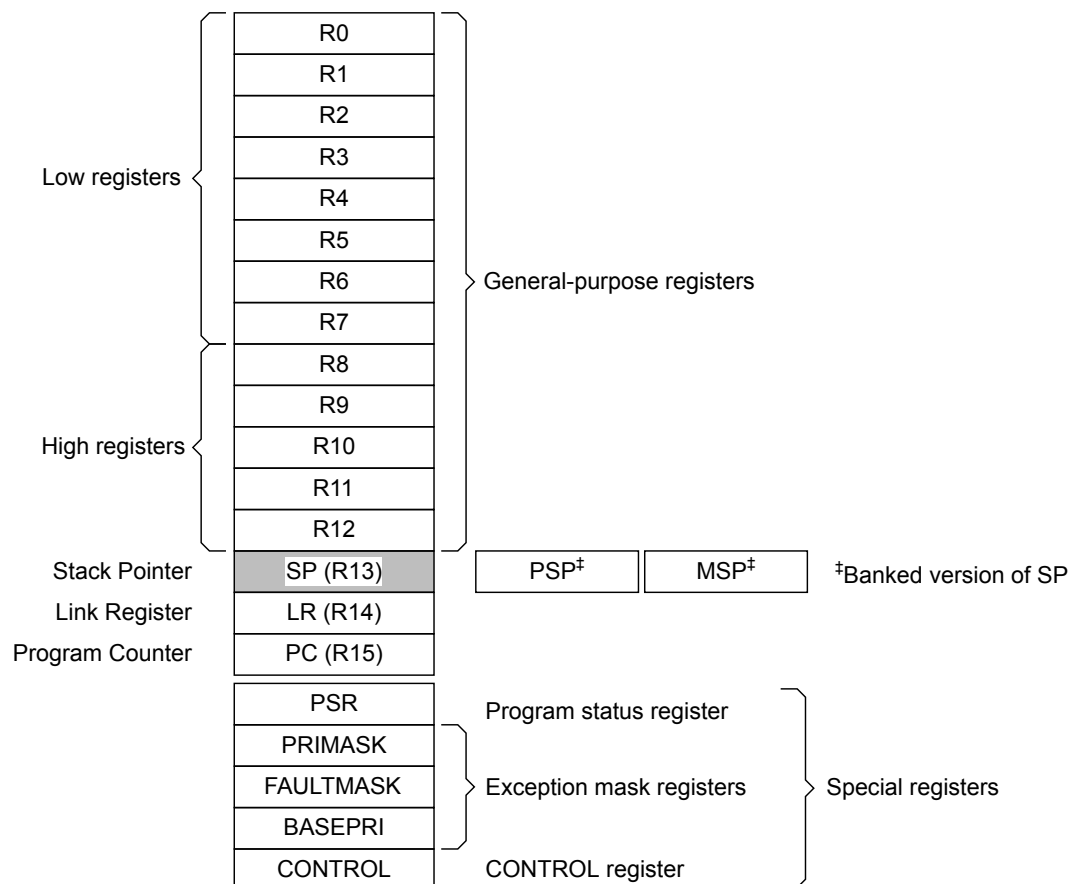 R0
R1
R2
R3
Low registers
R4
R5
R6
General-purpose registers
R7
R8
R9
High registers
R10
R11
R12
Stack Pointer SP (R13) PSP‡ MSP‡ ‡Banked version of SP
Link Register LR (R14)
Program Counter PC (R15)
PSR Program status register
PRIMASK
FAULTMASK Exception mask registers Special registers
BASEPRI
CONTROL CONTROL register